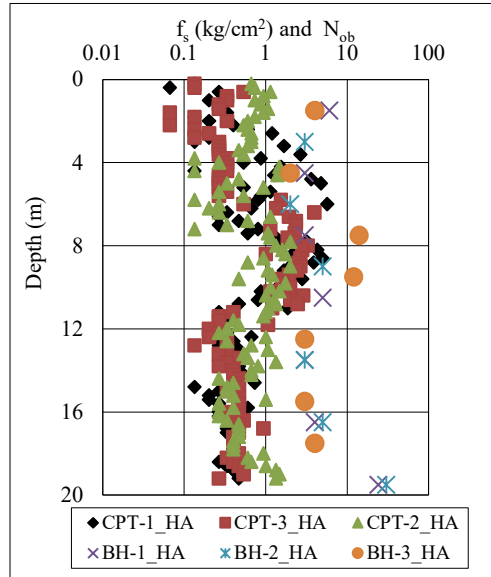 fs (kg/cm²) and Nob
0.01 0.1 1 10 100
0
4
8
12
16
20
Depth (m)
CPT-1_HA CPT-3_HA CPT-2_HA
BH-1_HA BH-2_HA BH-3_HA